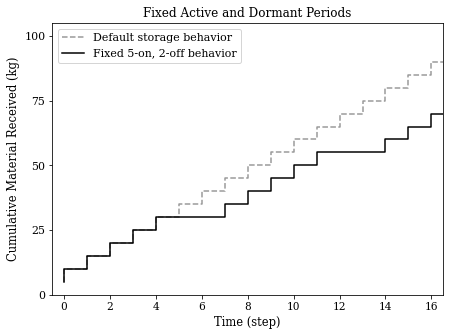 Fixed Active and Dormant Periods
Default storage behavior
Fixed 5-on, 2-off behavior
Cumulative Material Received (kg)
100
75
50
25
0
0 2 4 6 8 10 12 14 16
Time (step)